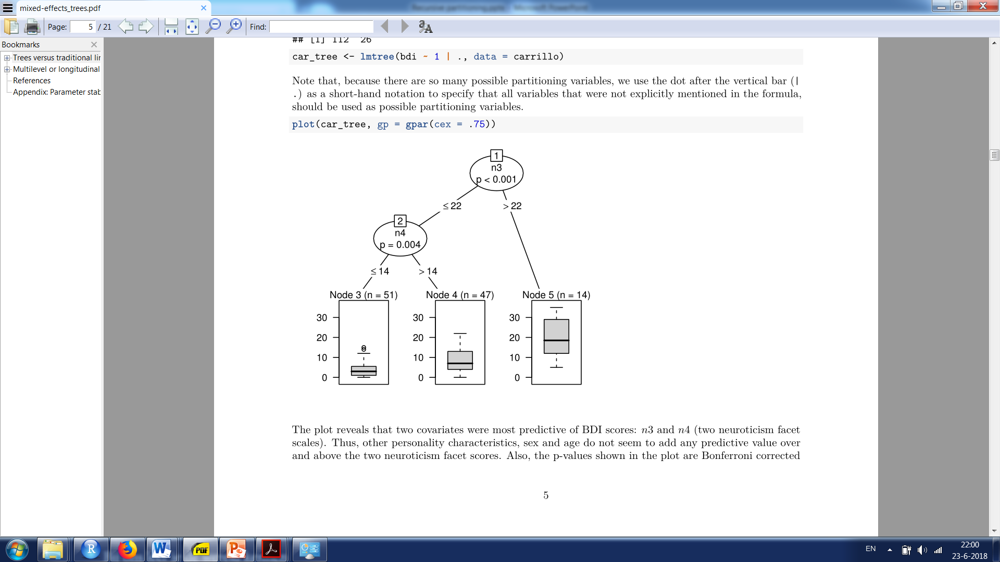 mixed-effects_trees.pdf
Page: 5 / 21
Find:
Bookmarks
Trees versus traditional lir
Multilevel or longitudinal
References
Appendix: Parameter stat
## [1] 112 26
car_tree <- lmtree(bdi ~ 1 | ., data = carrillo)
Note that, because there are so many possible partitioning variables, we use the dot after the vertical bar (|
.) as a short-hand notation to specify that all variables that were not explicitly mentioned in the formula,
should be used as possible partitioning variables.
plot(car_tree, gp = gpar(cex = .75))
1
n3
p < 0.001
≤ 22 > 22
2
n4
p = 0.004
≤ 14 > 14
Node 3 (n = 51) Node 4 (n = 47) Node 5 (n = 14)
30 30 30
20 20 20
10 10 10
0 0 0
The plot reveals that two covariates were most predictive of BDI scores: n3 and n4 (two neuroticism facet
scales). Thus, other personality characteristics, sex and age do not seem to add any predictive value over
and above the two neuroticism facet scores. Also, the p-values shown in the plot are Bonferroni corrected
5
EN
22:00
23-6-2018